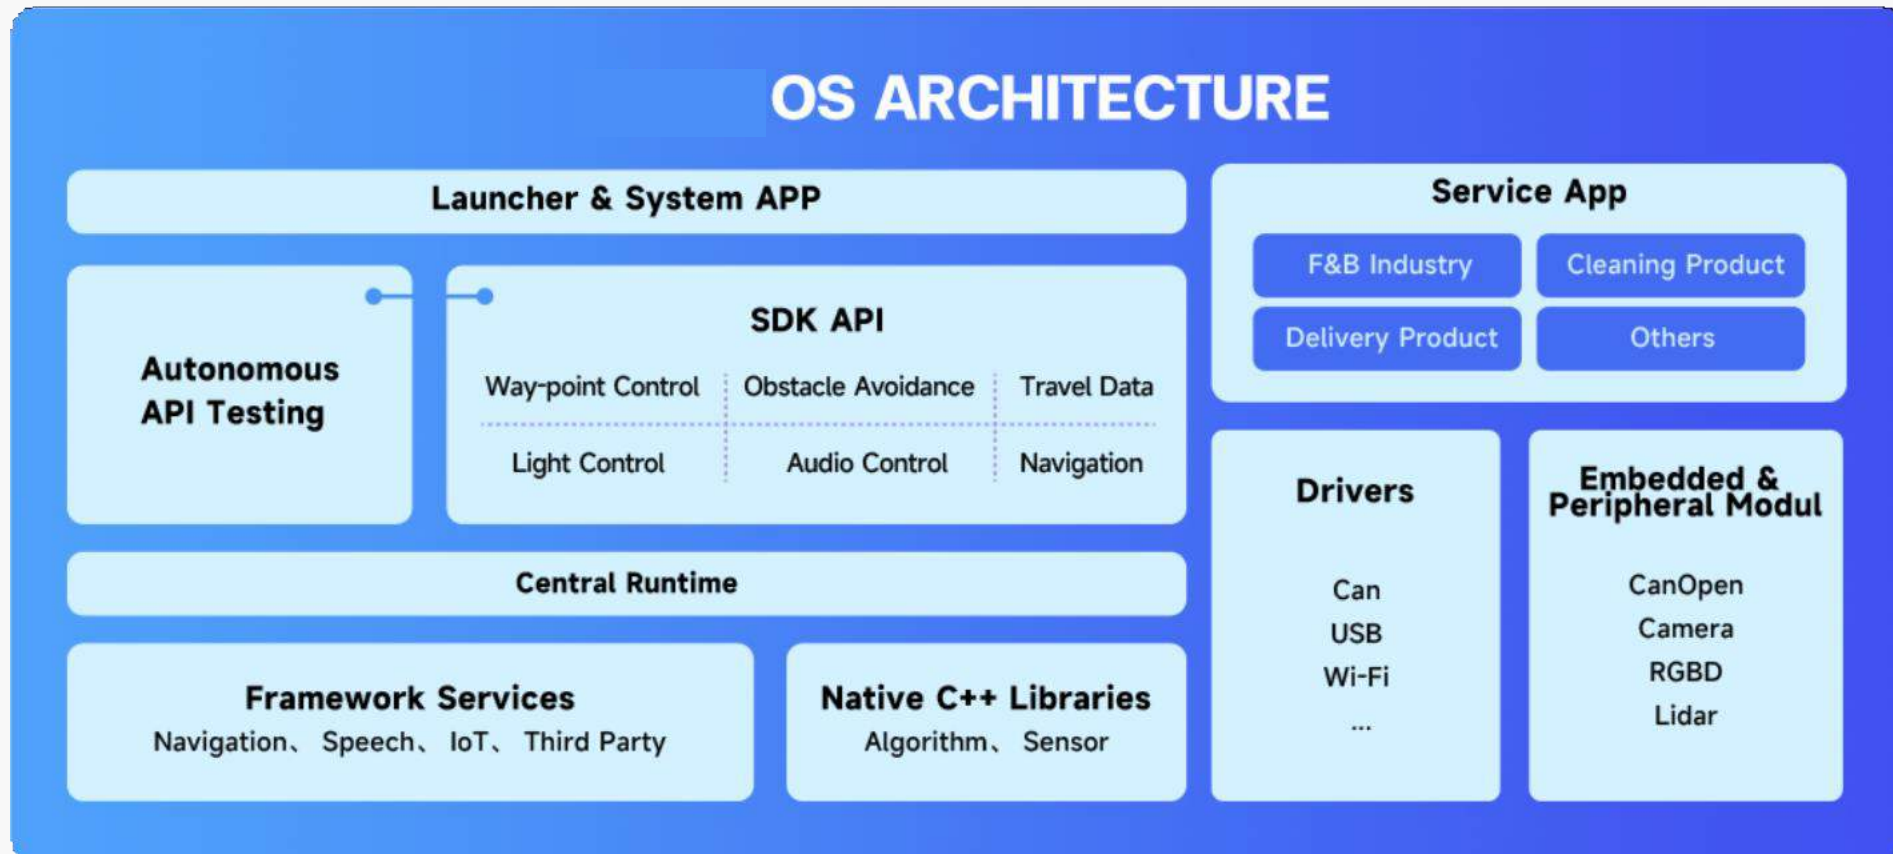 OS ARCHITECTURE
Launcher & System APP
Autonomous
API Testing
SDK API
Way-point Control
Obstacle Avoidance
Travel Data
Light Control
Audio Control
Navigation
Central Runtime
Framework Services
Navigation、 Speech、 IoT、 Third Party
Native C++ Libraries
Algorithm、 Sensor
Service App
F&B Industry
Cleaning Product
Delivery Product
Others
Drivers
Can
USB
Wi-Fi
...
Embedded &
Peripheral Modul
CanOpen
Camera
RGBD
Lidar